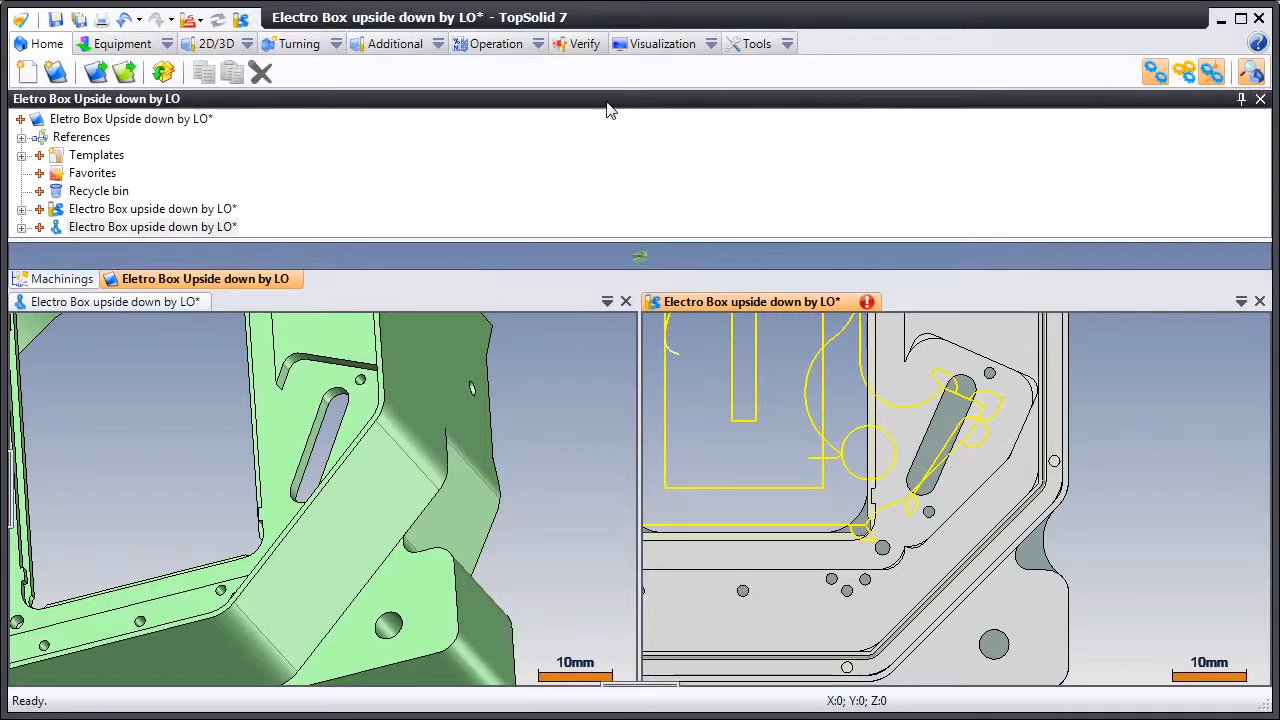 Electro Box upside down by LO* - TopSolid 7
Home Equipment 2D/3D Turning Additional Operation Verify Visualization Tools
Eletro Box Upside down by LO
Eletro Box Upside down by LO*
References
Templates
Favorites
Recycle bin
Electro Box upside down by LO*
Electro Box upside down by LO*
Machinings Eletro Box Upside down by LO
Electro Box upside down by LO* Electro Box upside down by LO*
10mm 10mm
Ready. X:0; Y:0; Z:0